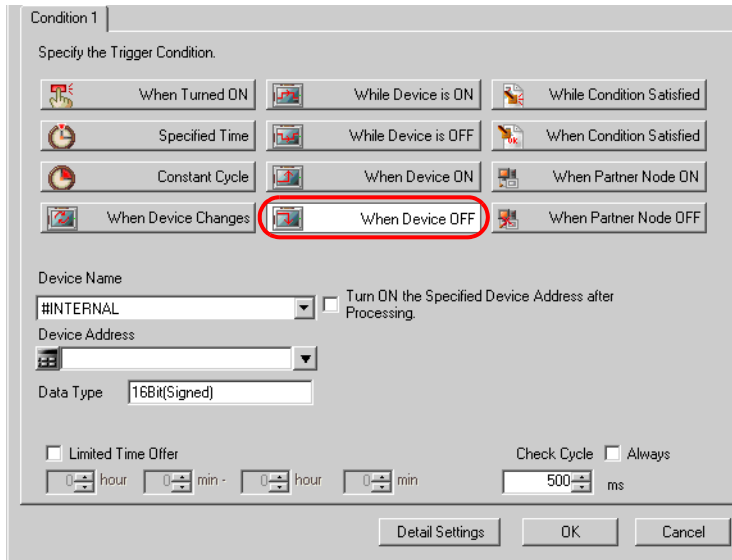 Condition 1
Specify the Trigger Condition.
When Turned ON
While Device is ON
While Condition Satisfied
Specified Time
While Device is OFF
When Condition Satisfied
Constant Cycle
When Device ON
When Partner Node ON
When Device Changes
When Device OFF
When Partner Node OFF
Device Name
#INTERNAL
Turn ON the Specified Device Address after
Processing.
Device Address
Data Type 16Bit(Signed)
Limited Time Offer
Check Cycle Always
0 hour 0 min - 0 hour 0 min
500 ms
Detail Settings OK Cancel